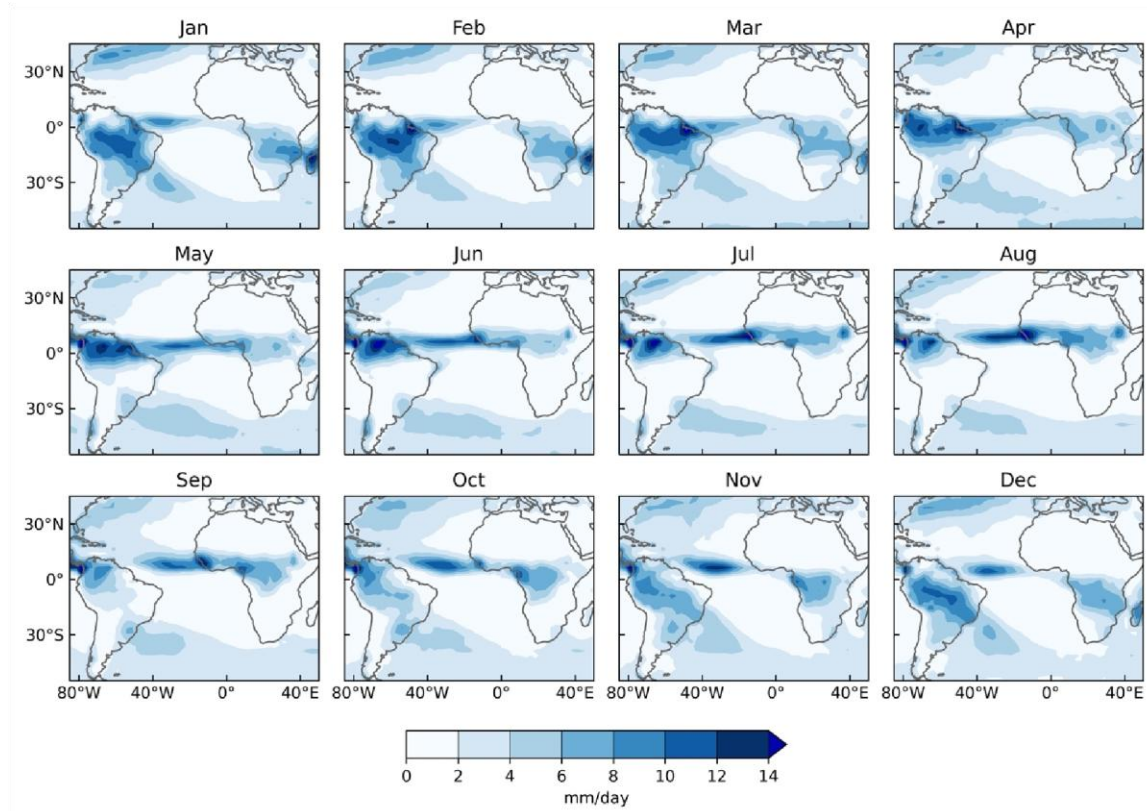 Jan Feb Mar Apr
30°N
0°
30°S
May Jun Jul Aug
30°N
0°
30°S
Sep Oct Nov Dec
30°N
0°
30°S
80°W 40°W 0° 40°E 80°W 40°W 0° 40°E 80°W 40°W 0° 40°E 80°W 40°W 0° 40°E
0 2 4 6 8 10 12 14
mm/day